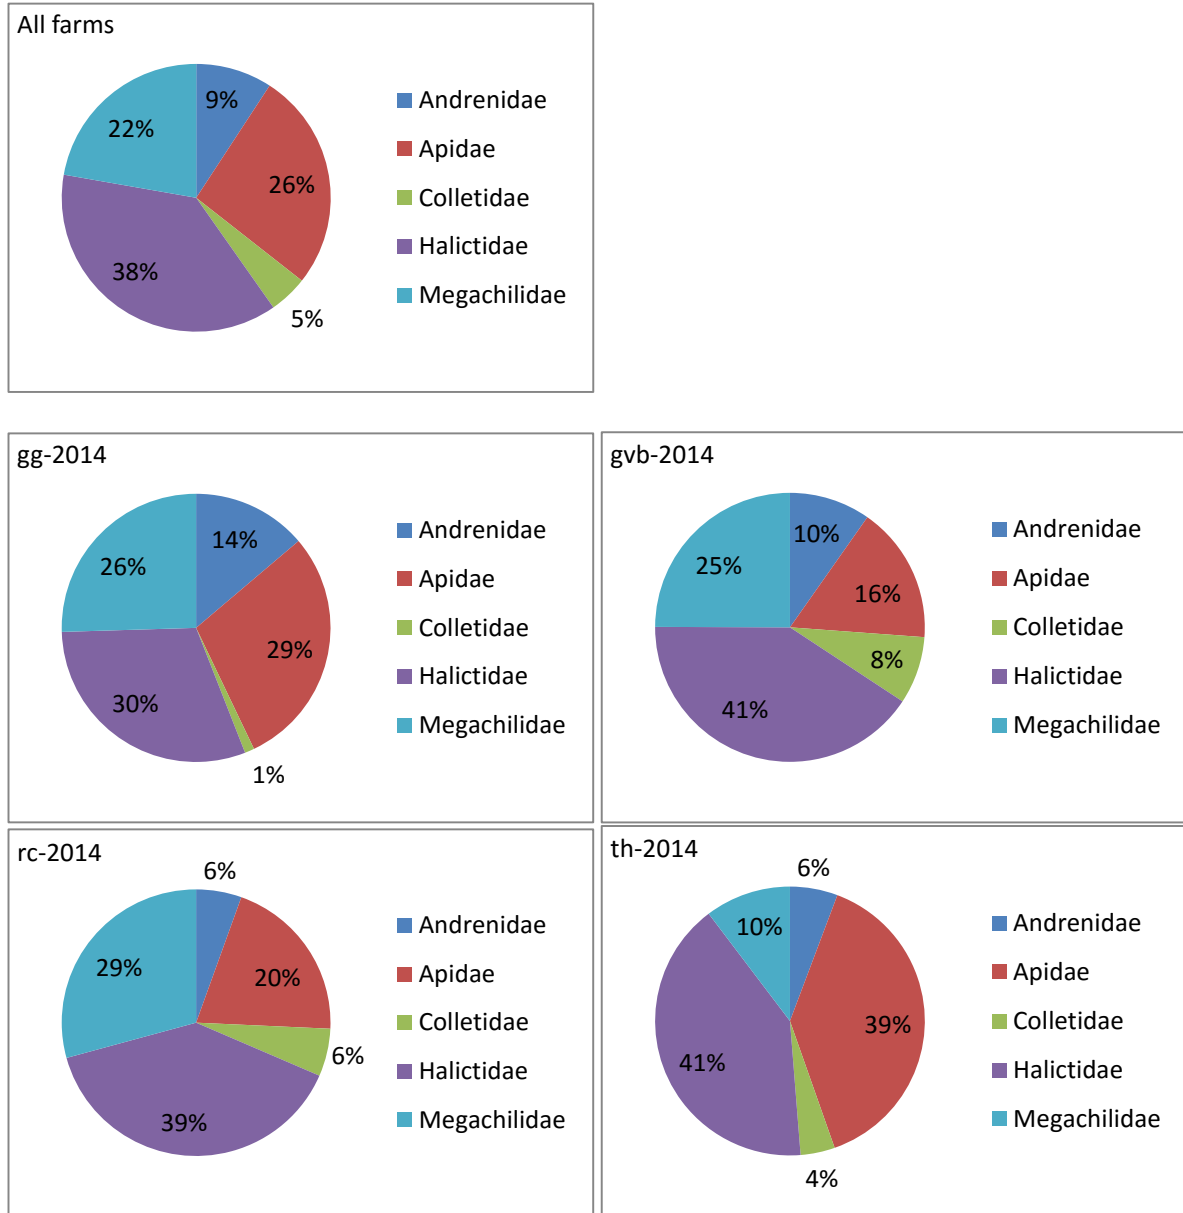 All farms
9%
26%
5%
38%
22%
Andrenidae
Apidae
Colletidae
Halictidae
Megachilidae
gg-2014
14%
29%
1%
30%
26%
Andrenidae
Apidae
Colletidae
Halictidae
Megachilidae
gvb-2014
10%
16%
8%
41%
25%
Andrenidae
Apidae
Colletidae
Halictidae
Megachilidae
rc-2014
6%
20%
6%
39%
29%
Andrenidae
Apidae
Colletidae
Halictidae
Megachilidae
th-2014
6%
39%
4%
41%
10%
Andrenidae
Apidae
Colletidae
Halictidae
Megachilidae